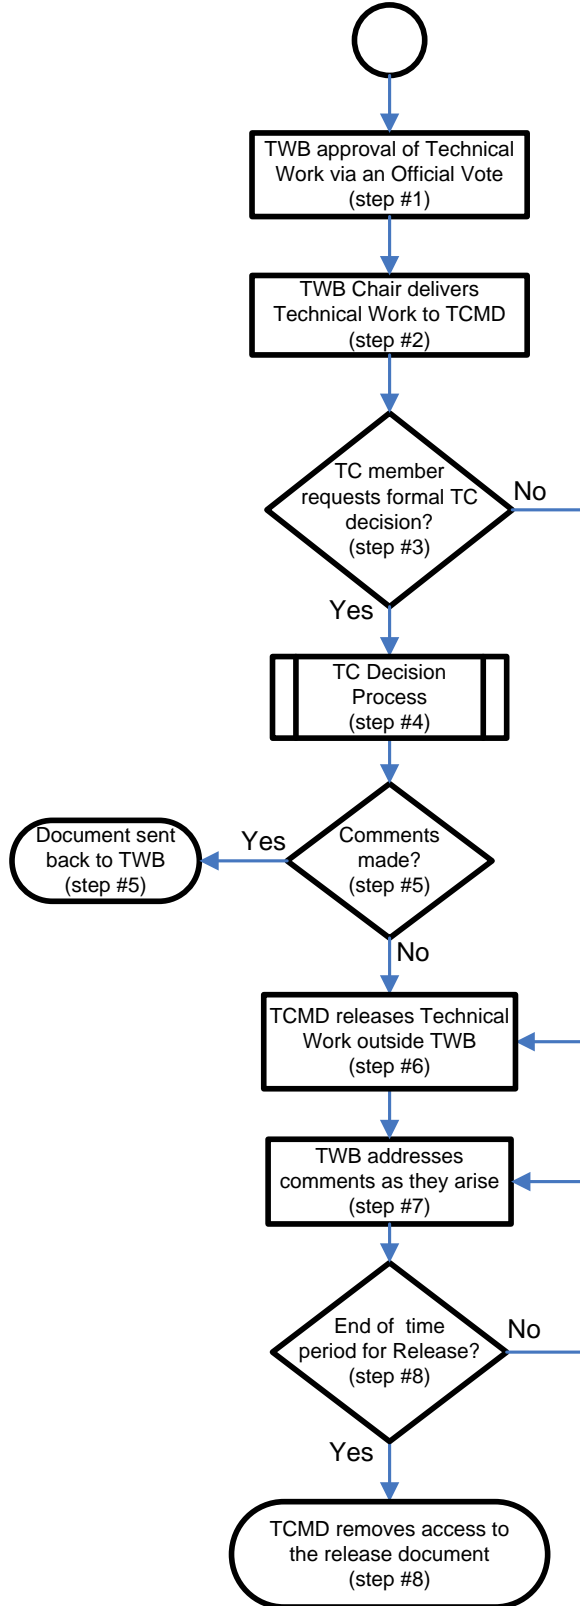 TWB approval of Technical
Work via an Official Vote
(step #1)
TWB Chair delivers
Technical Work to TCMD
(step #2)
TC member
requests formal TC
decision?
(step #3)
No
Yes
TC Decision
Process
(step #4)
Document sent
back to TWB
(step #5)
Yes
Comments
made?
(step #5)
No
TCMD releases Technical
Work outside TWB
(step #6)
TWB addresses
comments as they arise
(step #7)
End of time
period for Release?
(step #8)
No
Yes
TCMD removes access to
the release document
(step #8)